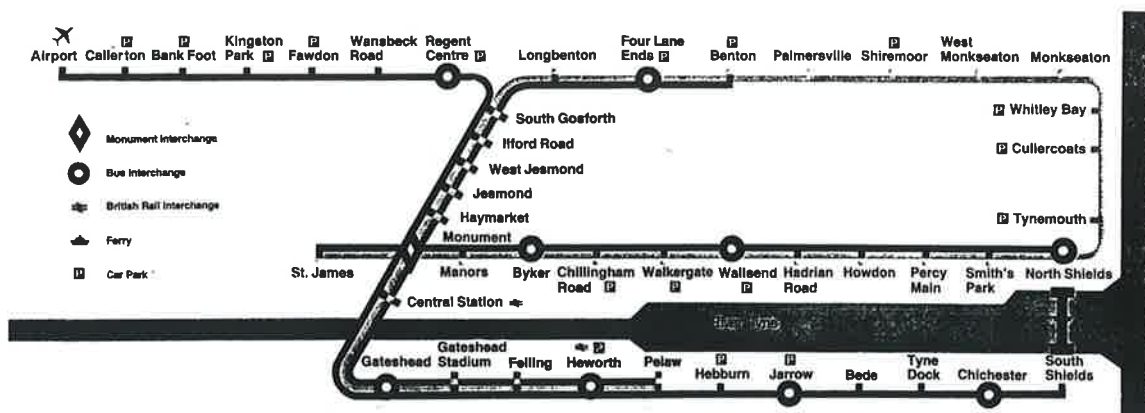 Airport
Callerton
P
Bank Foot
P
Kingston
Park P
Fawdon
P
Wansbeck
Road
Regent
Centre P
Longbenton
Four Lane
Ends P
Benton
P
Palmersville
Shiremoor
P
West
Monkseaton
Monkseaton
P Whitley Bay
P Cullercoats
P Tynemouth
South Gosforth
Ilford Road
West Jesmond
Jesmond
Haymarket
Monument
Monument Interchange
Bus Interchange
British Rail Interchange
Ferry
P Car Park
St. James
Manors
Byker
Chillingham
Road P
Walkergate
P
Wallsend
P
Hadrian
Road
Howdon
Percy
Main
Smith's
Park
North Shields
Central Station
Gateshead
Gateshead
Stadium
Felling
P
Heworth
Pelaw
P
Hebburn
P
Jarrow
Bede
Tyne
Dock
Chichester
South
Shields